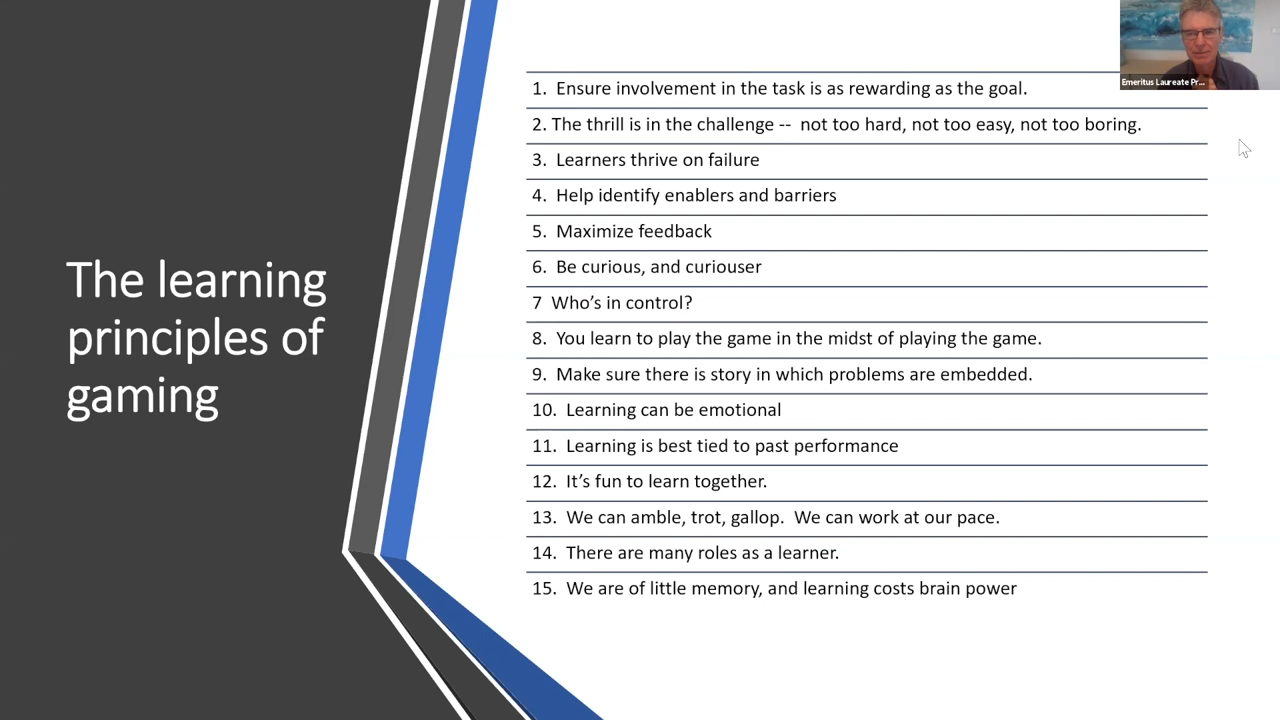 The learning
principles of
gaming
1. Ensure involvement in the task is as rewarding as the goal.
2. The thrill is in the challenge -- not too hard, not too easy, not too boring.
3. Learners thrive on failure
4. Help identify enablers and barriers
5. Maximize feedback
6. Be curious, and curiouser
7 Who’s in control?
8. You learn to play the game in the midst of playing the game.
9. Make sure there is story in which problems are embedded.
10. Learning can be emotional
11. Learning is best tied to past performance
12. It’s fun to learn together.
13. We can amble, trot, gallop. We can work at our pace.
14. There are many roles as a learner.
15. We are of little memory, and learning costs brain power
Emeritus Laureate Pr...